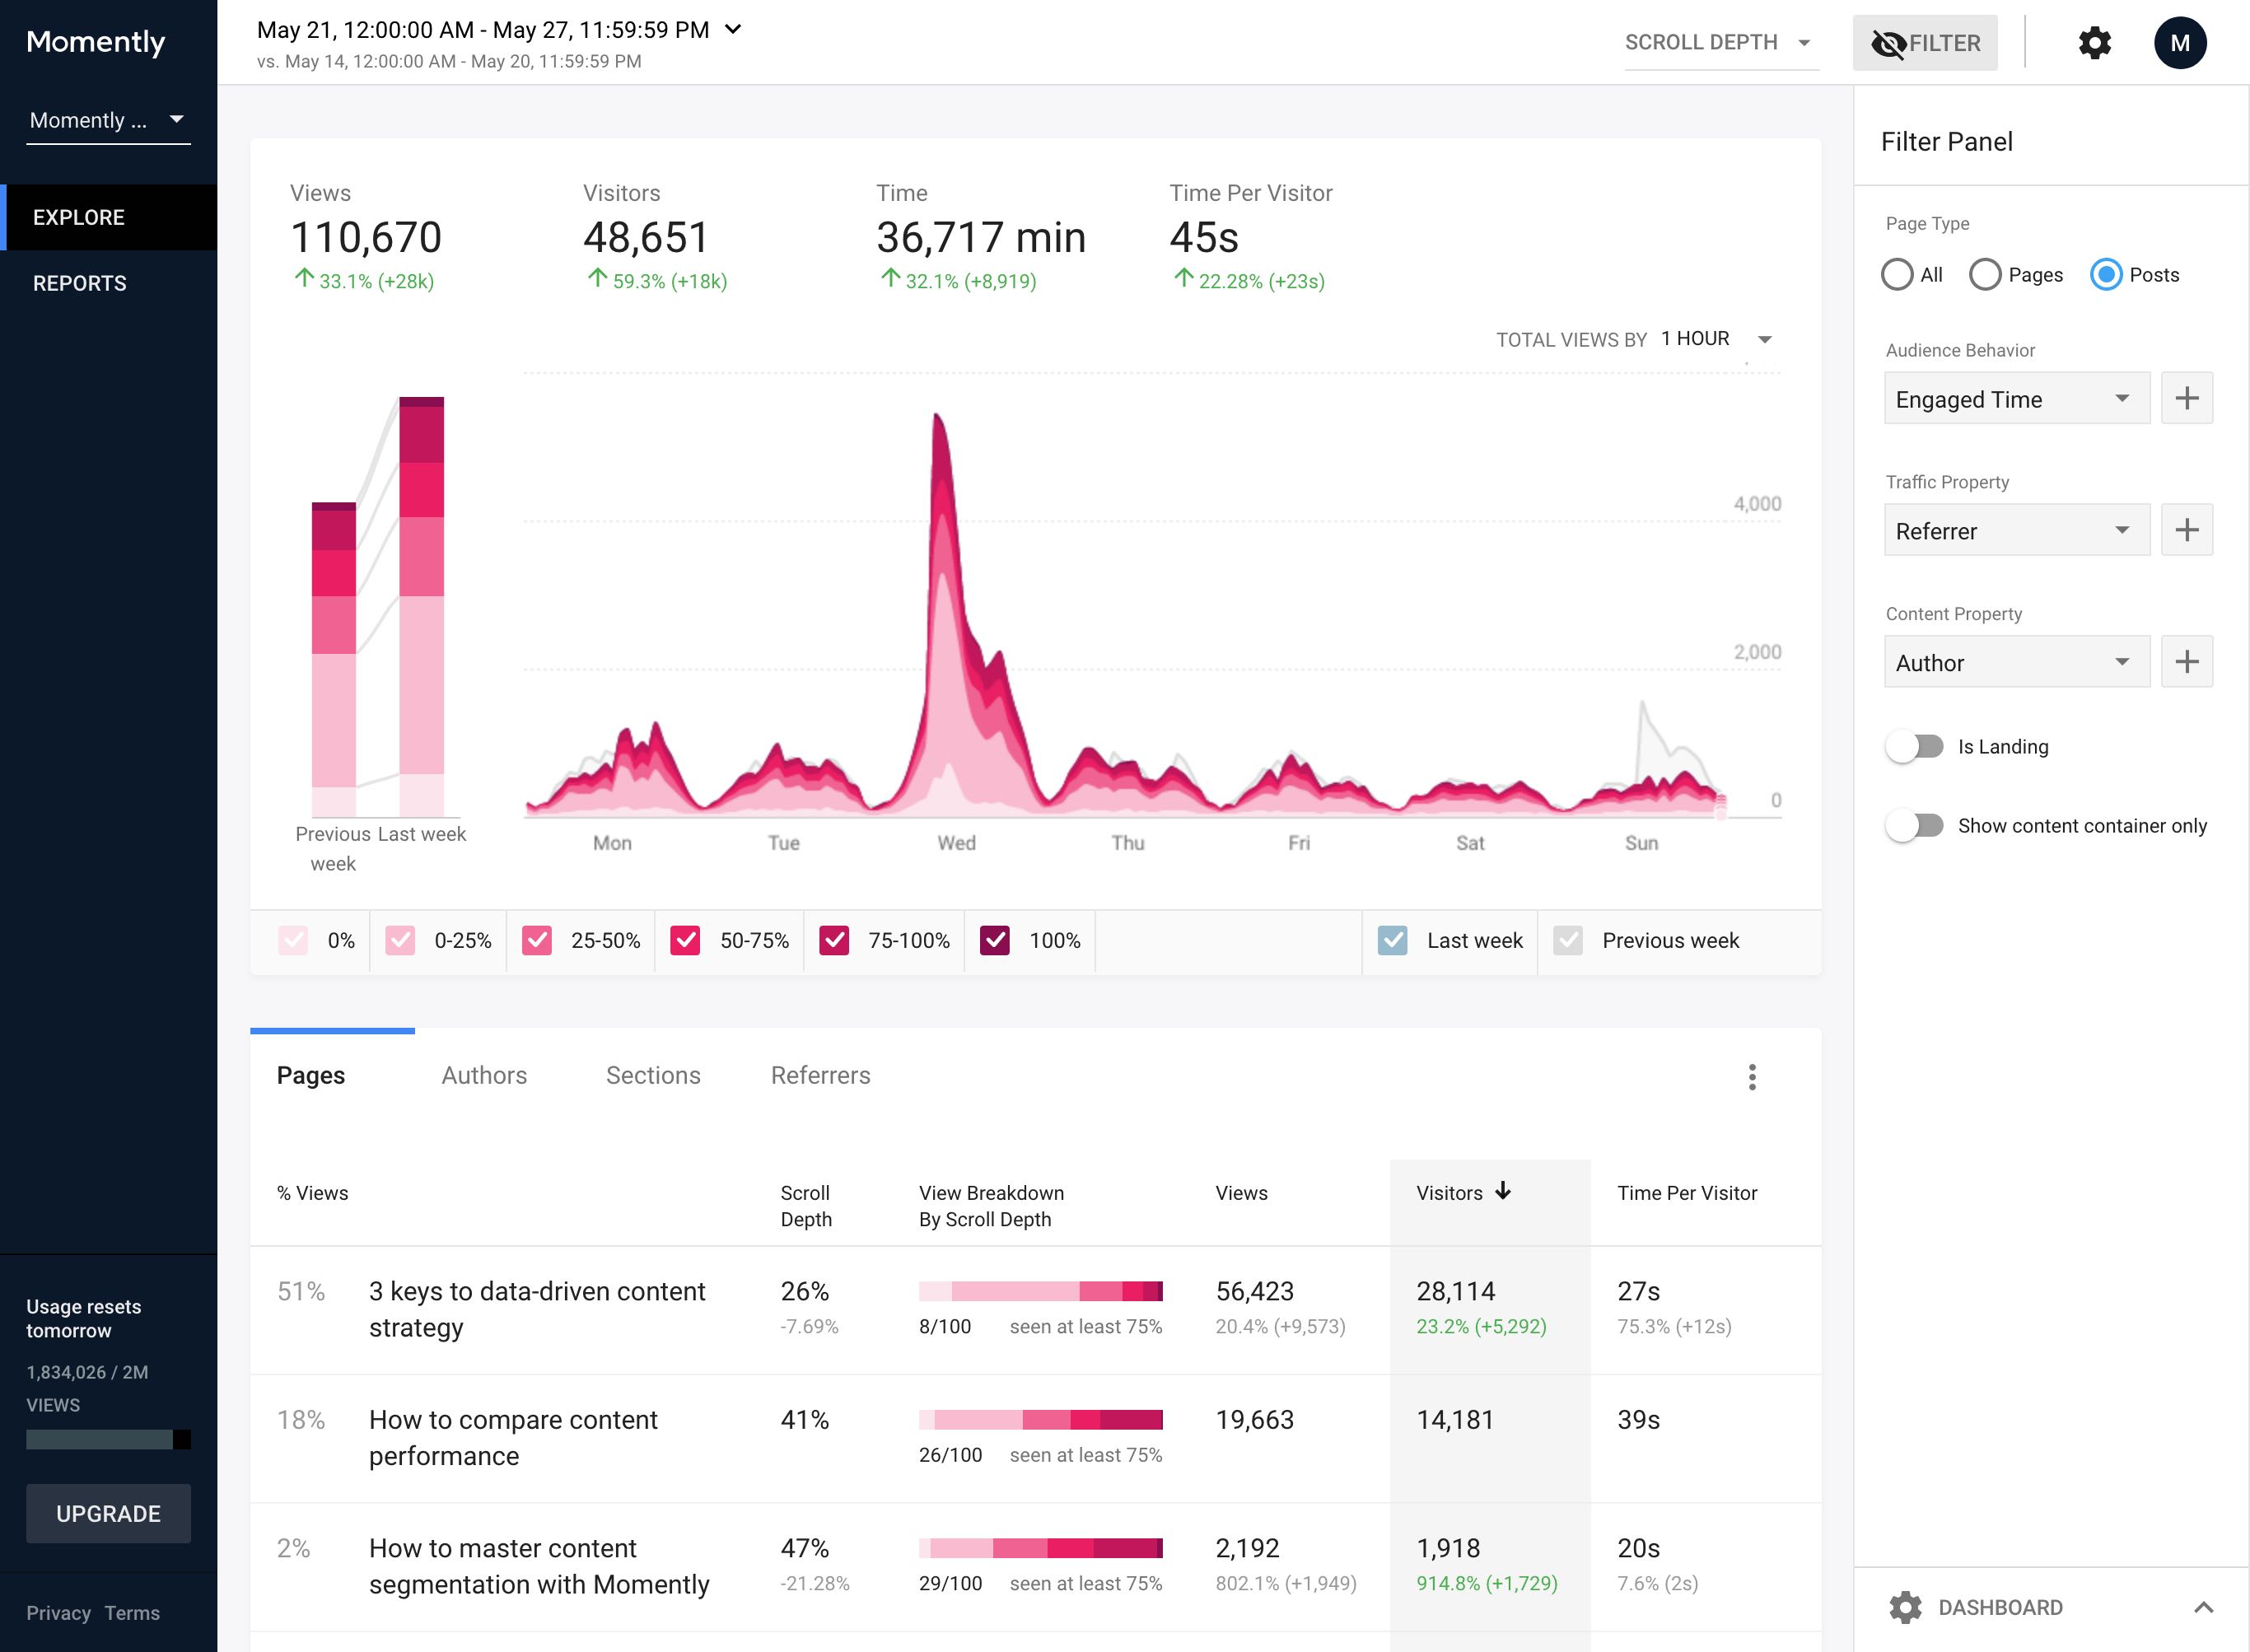 Momently
Momently ...
EXPLORE
REPORTS
Usage resets
tomorrow
1,834,026 / 2M
VIEWS
UPGRADE
Privacy Terms
May 21, 12:00:00 AM - May 27, 11:59:59 PM
vs. May 14, 12:00:00 AM - May 20, 11:59:59 PM
SCROLL DEPTH
FILTER
M
Views
110,670
33.1% (+28k)
Visitors
48,651
59.3% (+18k)
Time
36,717 min
32.1% (+8,919)
Time Per Visitor
45s
22.28% (+23s)
TOTAL VIEWS BY 1 HOUR
4,000
2,000
0
Previous week
Last week
Mon Tue Wed Thu Fri Sat Sun
0% 0-25% 25-50% 50-75% 75-100% 100% Last week Previous week
Pages Authors Sections Referrers
% Views
Scroll
Depth
View Breakdown
By Scroll Depth
Views
Visitors
Time Per Visitor
51%
3 keys to data-driven content
strategy
26%
-7.69%
8/100 seen at least 75%
56,423
20.4% (+9,573)
28,114
23.2% (+5,292)
27s
75.3% (+12s)
18%
How to compare content
performance
41%
26/100 seen at least 75%
19,663
14,181
39s
2%
How to master content
segmentation with Momently
47%
-21.28%
29/100 seen at least 75%
2,192
802.1% (+1,949)
1,918
914.8% (+1,729)
20s
7.6% (2s)
Filter Panel
Page Type
All Pages Posts
Audience Behavior
Engaged Time
Traffic Property
Referrer
Content Property
Author
Is Landing
Show content container only
DASHBOARD